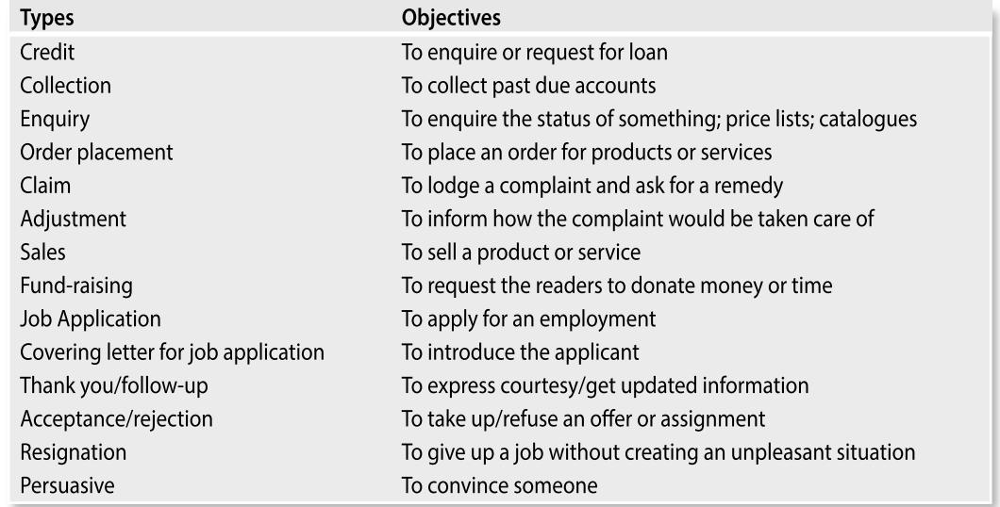 Types Objectives
Credit To enquire or request for loan
Collection To collect past due accounts
Enquiry To enquire the status of something; price lists; catalogues
Order placement To place an order for products or services
Claim To lodge a complaint and ask for a remedy
Adjustment To inform how the complaint would be taken care of
Sales To sell a product or service
Fund-raising To request the readers to donate money or time
Job Application To apply for an employment
Covering letter for job application To introduce the applicant
Thank you/follow-up To express courtesy/get updated information
Acceptance/rejection To take up/refuse an offer or assignment
Resignation To give up a job without creating an unpleasant situation
Persuasive To convince someone